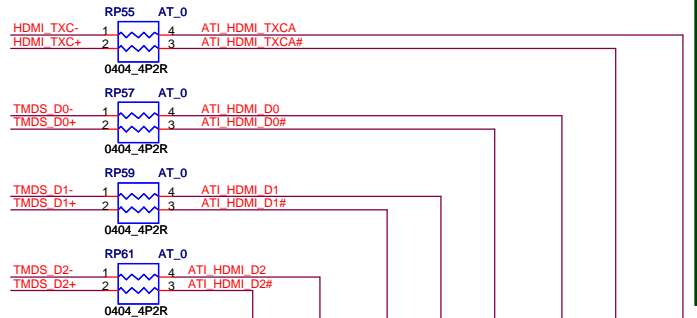 RP55 AT_0
HDMI_TXC- 1 4 ATI_HDMI_TXCA
HDMI_TXC+ 2 3 ATI_HDMI_TXCA#
0404_4P2R
RP57 AT_0
TMDS_D0- 1 4 ATI_HDMI_D0
TMDS_D0+ 2 3 ATI_HDMI_D0#
0404_4P2R
RP59 AT_0
TMDS_D1- 1 4 ATI_HDMI_D1
TMDS_D1+ 2 3 ATI_HDMI_D1#
0404_4P2R
RP61 AT_0
TMDS_D2- 1 4 ATI_HDMI_D2
TMDS_D2+ 2 3 ATI_HDMI_D2#
0404_4P2R